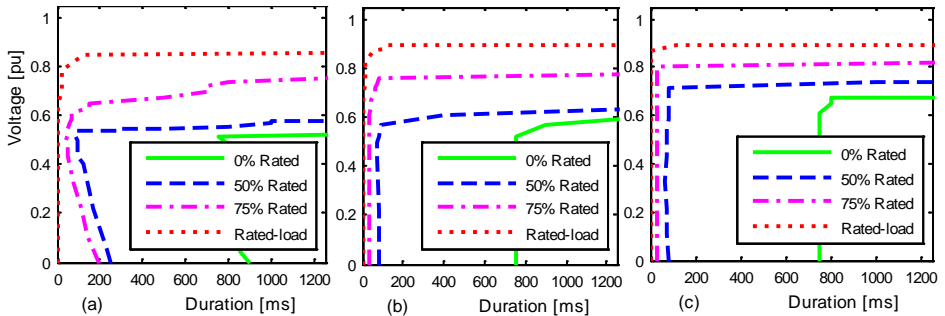 Voltage [pu]
1
0.8
0.6
0.4
0.2
0
0 200 400 600 800 1000 1200
0% Rated
50% Rated
75% Rated
Rated-load
(a) Duration [ms]
1
0.8
0.6
0.4
0.2
0
0 200 400 600 800 1000 1200
0% Rated
50% Rated
75% Rated
Rated-load
(b) Duration [ms]
1
0.8
0.6
0.4
0.2
0
0 200 400 600 800 1000 1200
0% Rated
50% Rated
75% Rated
Rated-load
(c) Duration [ms]